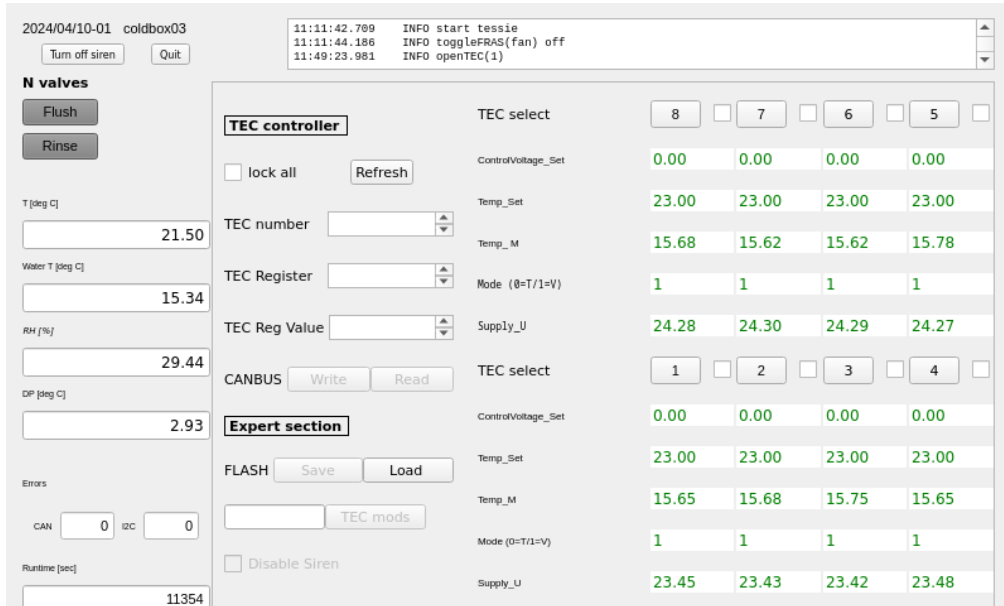 2024/04/10-01 coldbox03
Turn off siren Quit
11:11:42.709 INFO start tessie
11:11:44.186 INFO toggleFRAS(fan) off
11:49:23.981 INFO openTEC(1)
N valves
Flush
Rinse
T [deg C]
21.50
Water T [deg C]
15.34
RH [%]
29.44
DP [deg C]
2.93
Errors
CAN 0 I2C 0
Runtime [sec]
11354
TEC controller
lock all Refresh
TEC number
TEC Register
TEC Reg Value
CANBUS Write Read
Expert section
FLASH Save Load
TEC mods
Disable Siren
TEC select 8 7 6 5
ControlVoltage_Set 0.00 0.00 0.00 0.00
Temp_Set 23.00 23.00 23.00 23.00
Temp_ M 15.68 15.62 15.62 15.78
Mode (0=T/1=V) 1 1 1 1
Supply_U 24.28 24.30 24.29 24.27
TEC select 1 2 3 4
ControlVoltage_Set 0.00 0.00 0.00 0.00
Temp_Set 23.00 23.00 23.00 23.00
Temp_M 15.65 15.68 15.75 15.65
Mode (0=T/1=V) 1 1 1 1
Supply_U 23.45 23.43 23.42 23.48